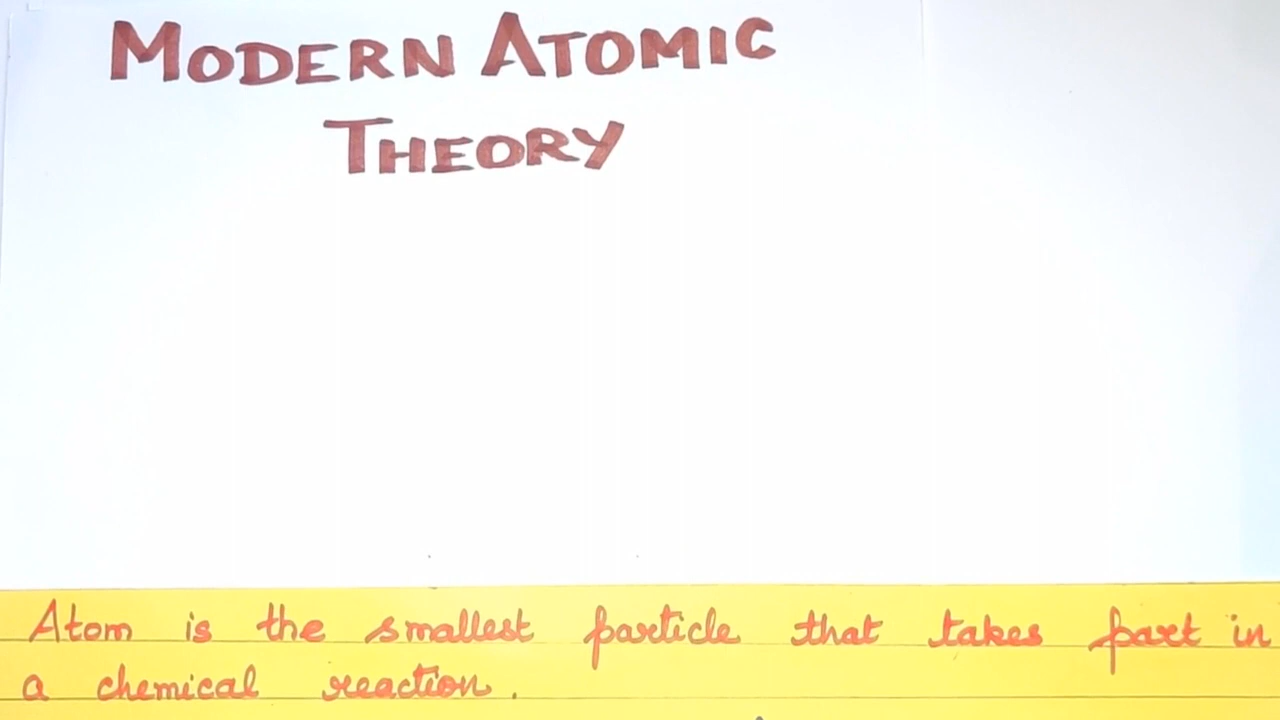 MODERN ATOMIC
THEORY
Atom is the smallest particle that takes part in
a chemical reaction.